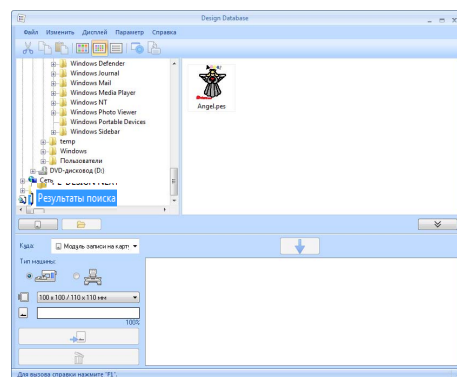 Design Database
Файл Изменить Дисплей Параметр Справка
Windows Defender
Windows Journal
Windows Mail
Windows Media Player
Windows NT
Windows Photo Viewer
Windows Portable Devices
Windows Sidebar
temp
Windows
Пользователи
DVD-дисковод (D:)
Сеть
Результаты поиска
Angel.pes
Куда:
Модуль записи на карту
Тип машины:
100 x 100 / 110 x 110 мм
100%
Для вызова справки нажмите "F1".